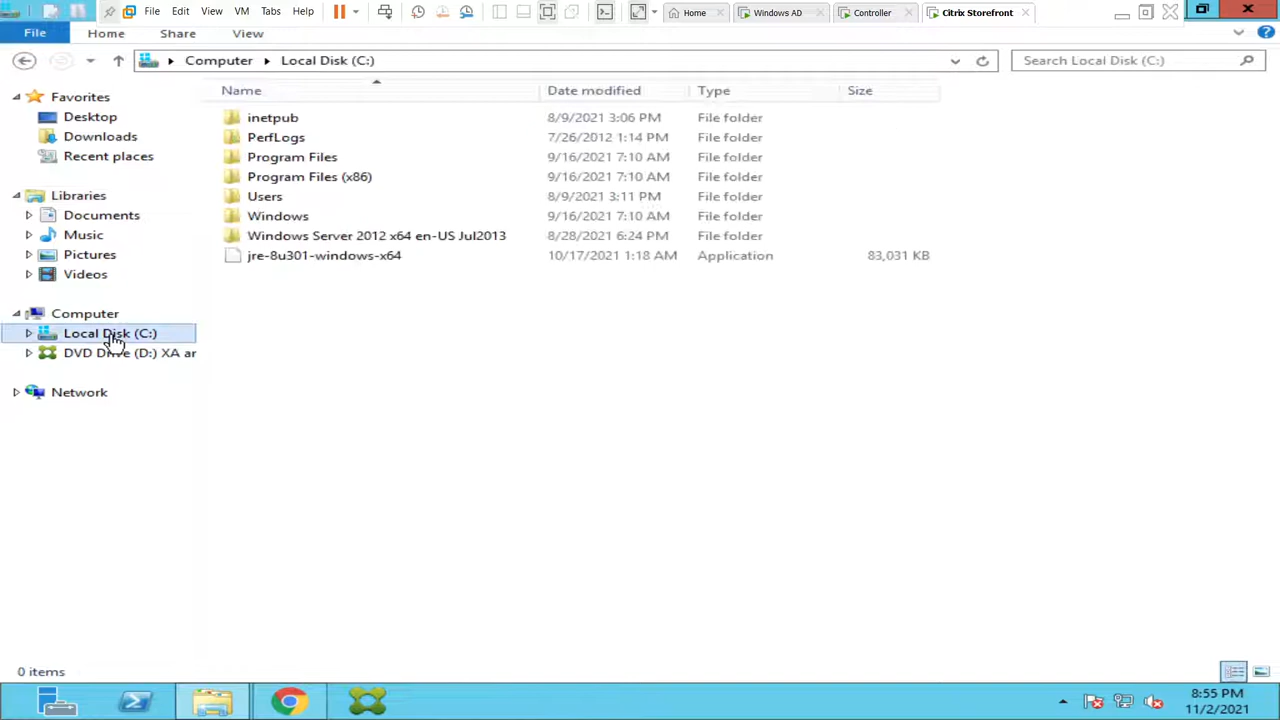 File Edit View VM Tabs Help Home Windows AD Controller Citrix Storefront
File Home Share View
Computer Local Disk (C:) Search Local Disk (C:)
Name Date modified Type Size
Favorites
Desktop
Downloads
Recent places
Libraries
Documents
Music
Pictures
Videos
Computer
Local Disk (C:)
DVD Drive (D:) XA ar
Network
inetpub 8/9/2021 3:06 PM File folder
PerfLogs 7/26/2012 1:14 PM File folder
Program Files 9/16/2021 7:10 AM File folder
Program Files (x86) 9/16/2021 7:10 AM File folder
Users 8/9/2021 3:11 PM File folder
Windows 9/16/2021 7:10 AM File folder
Windows Server 2012 x64 en-US Jul2013 8/28/2021 6:24 PM File folder
jre-8u301-windows-x64 10/17/2021 1:18 AM Application 83,031 KB
0 items
8:55 PM
11/2/2021